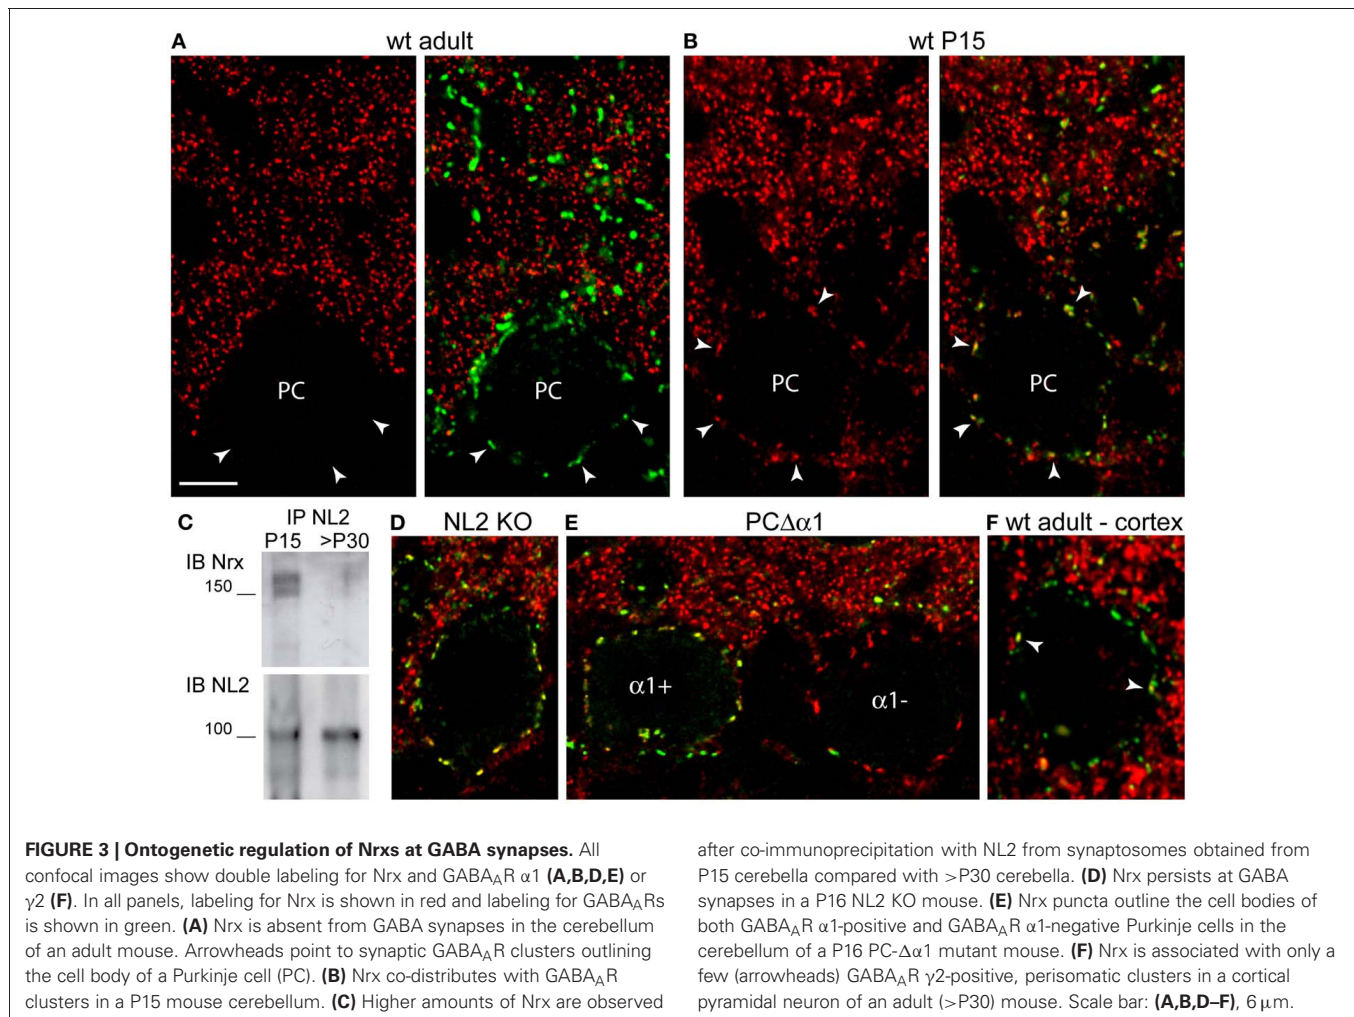 A wt adult B wt P15
PC PC PC PC
C IP NL2
P15 >P30
IB Nrx
150
IB NL2
100
D NL2 KO E PCΔα1 F wt adult - cortex
α1+ α1-
FIGURE 3 | Ontogenetic regulation of Nrxs at GABA synapses. All
confocal images show double labeling for Nrx and GABAAR α1 (A,B,D,E) or
γ2 (F). In all panels, labeling for Nrx is shown in red and labeling for GABAARs
is shown in green. (A) Nrx is absent from GABA synapses in the cerebellum
of an adult mouse. Arrowheads point to synaptic GABAAR clusters outlining
the cell body of a Purkinje cell (PC). (B) Nrx co-distributes with GABAAR
clusters in a P15 mouse cerebellum. (C) Higher amounts of Nrx are observed
after co-immunoprecipitation with NL2 from synaptosomes obtained from
P15 cerebella compared with >P30 cerebella. (D) Nrx persists at GABA
synapses in a P16 NL2 KO mouse. (E) Nrx puncta outline the cell bodies of
both GABAAR α1-positive and GABAAR α1-negative Purkinje cells in the
cerebellum of a P16 PC-Δα1 mutant mouse. (F) Nrx is associated with only a
few (arrowheads) GABAAR γ2-positive, perisomatic clusters in a cortical
pyramidal neuron of an adult (>P30) mouse. Scale bar: (A,B,D–F), 6 μm.